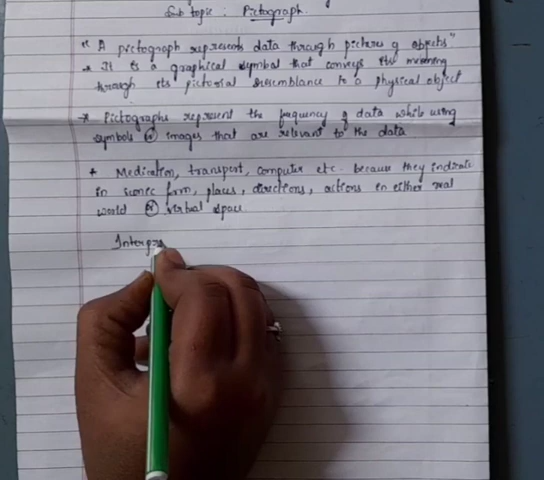 Sub topic : Pictograph.
" A pictograph represents data through pictures of objects"
* It is a graphical symbol that conveys its meaning
through its pictorial resemblance to a physical object
* Pictographs represent the frequency of data while using
symbols (or) images that are relevant to the data
* Medication, transport, computer etc. because they indicate
in iconic form, places, directions, actions in either real
world (or) virtual space.
Interpre